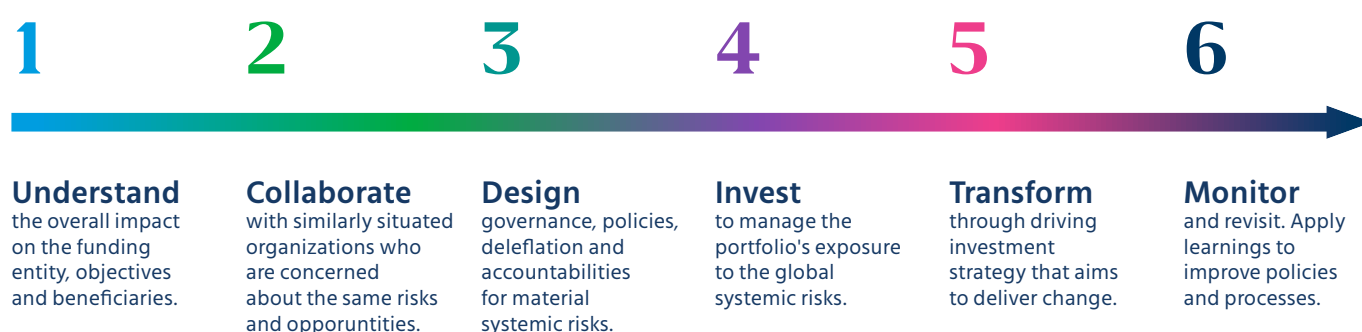 1
2
3
4
5
6
Understand
the overall impact
on the funding
entity, objectives
and beneficiaries.
Collaborate
with similarly situated
organizations who
are concerned
about the same risks
and opporuntities.
Design
governance, policies,
deleflation and
accountabilities
for material
systemic risks.
Invest
to manage the
portfolio's exposure
to the global
systemic risks.
Transform
through driving
investment
strategy that aims
to deliver change.
Monitor
and revisit. Apply
learnings to
improve policies
and processes.